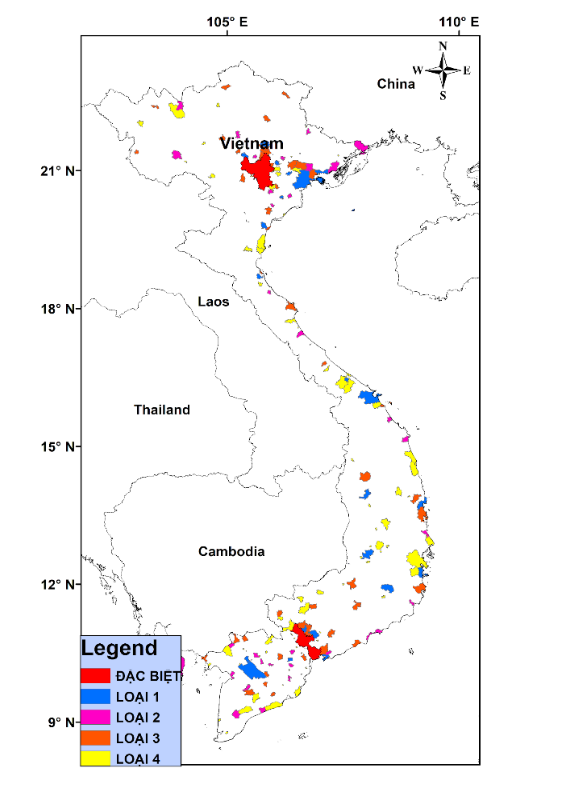 105° E
110° E
N
W
E
S
China
Vietnam
21° N
18° N
Laos
Thailand
15° N
Cambodia
12° N
9° N
Legend
ĐẶC BIỆT
LOẠI 1
LOẠI 2
LOẠI 3
LOẠI 4